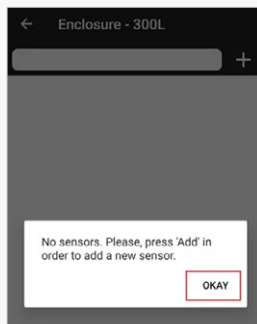 Enclosure - 300L
No sensors. Please, press 'Add' in
order to add a new sensor.
OKAY